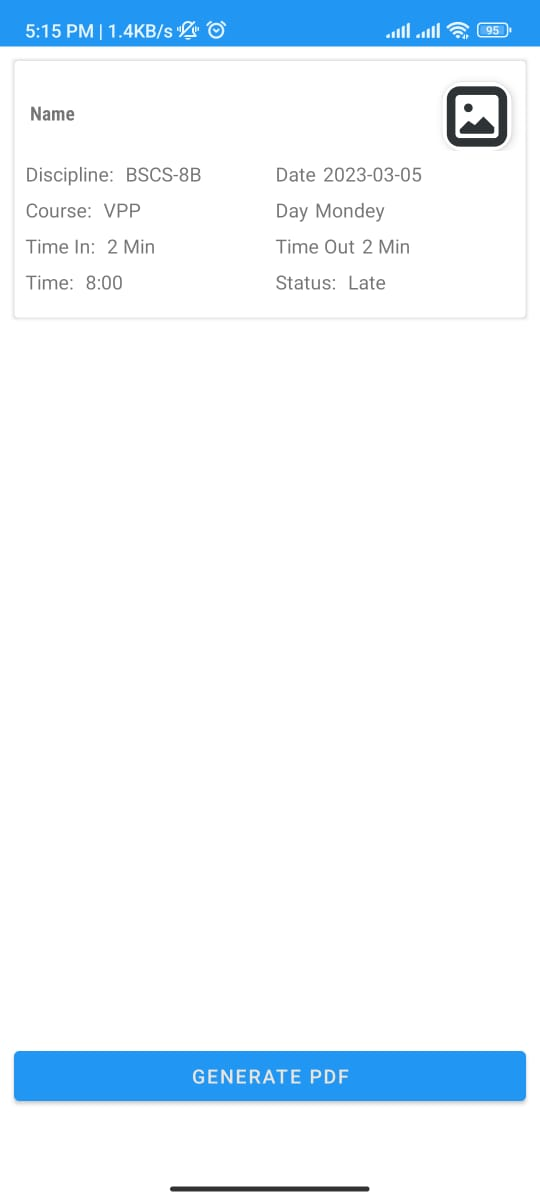 5:15 PM | 1.4KB/s
95
Name
Discipline: BSCS-8B
Date 2023-03-05
Course: VPP
Day Mondey
Time In: 2 Min
Time Out 2 Min
Time: 8:00
Status: Late
GENERATE PDF